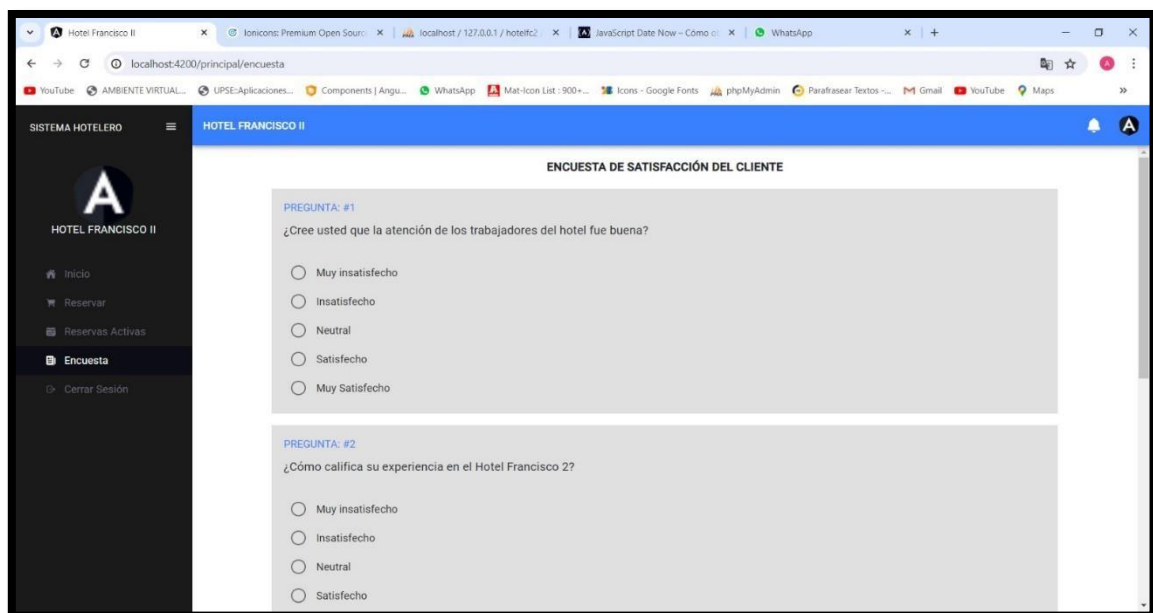 Hotel Francisco II
Ionicons: Premium Open Sourc
localhost / 127.0.0.1 / hotelfc2
JavaScript Date Now – Cómo o
WhatsApp
localhost:4200/principal/encuesta
YouTube
AMBIENTE VIRTUAL...
UPSE:Aplicaciones...
Components | Angu...
WhatsApp
Mat-Icon List : 900+...
Icons - Google Fonts
phpMyAdmin
Parafrasear Textos -...
Gmail
YouTube
Maps
SISTEMA HOTELERO
HOTEL FRANCISCO II
A
HOTEL FRANCISCO II
Inicio
Reservar
Reservas Activas
Encuesta
Cerrar Sesión
ENCUESTA DE SATISFACCIÓN DEL CLIENTE
PREGUNTA: #1
¿Cree usted que la atención de los trabajadores del hotel fue buena?
Muy insatisfecho
Insatisfecho
Neutral
Satisfecho
Muy Satisfecho
PREGUNTA: #2
¿Cómo califica su experiencia en el Hotel Francisco 2?
Muy insatisfecho
Insatisfecho
Neutral
Satisfecho